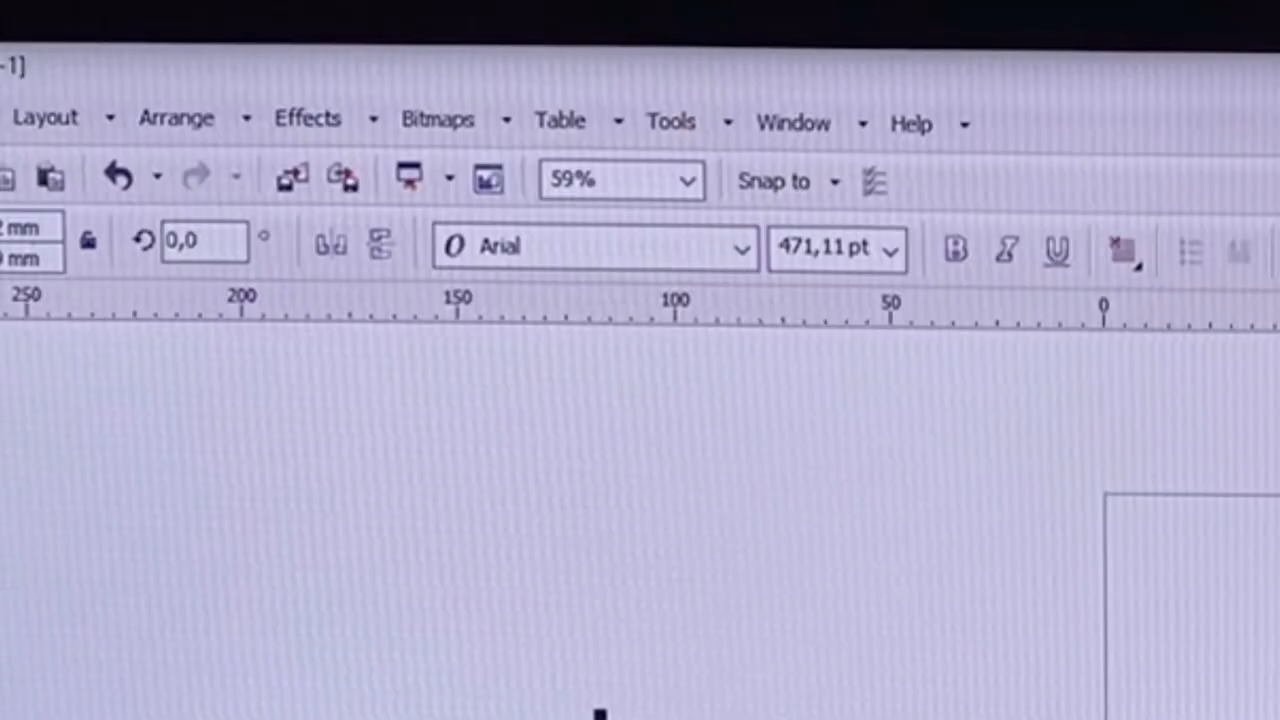 -1]
Layout Arrange Effects Bitmaps Table Tools Window Help
59% Snap to
mm
0,0 ° O Arial 471,11 pt B I U
mm
250 200 150 100 50 0